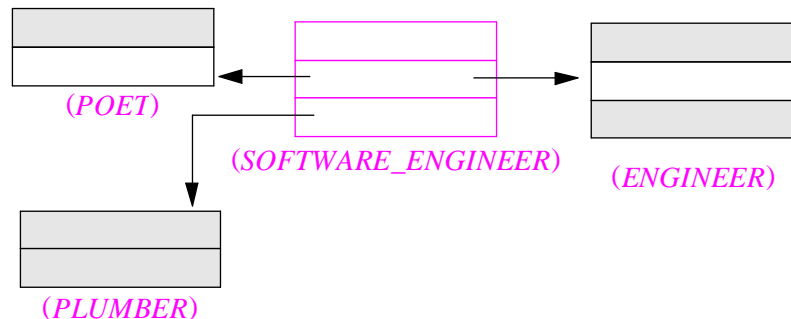 (POET)
(SOFTWARE_ENGINEER)
(ENGINEER)
(PLUMBER)